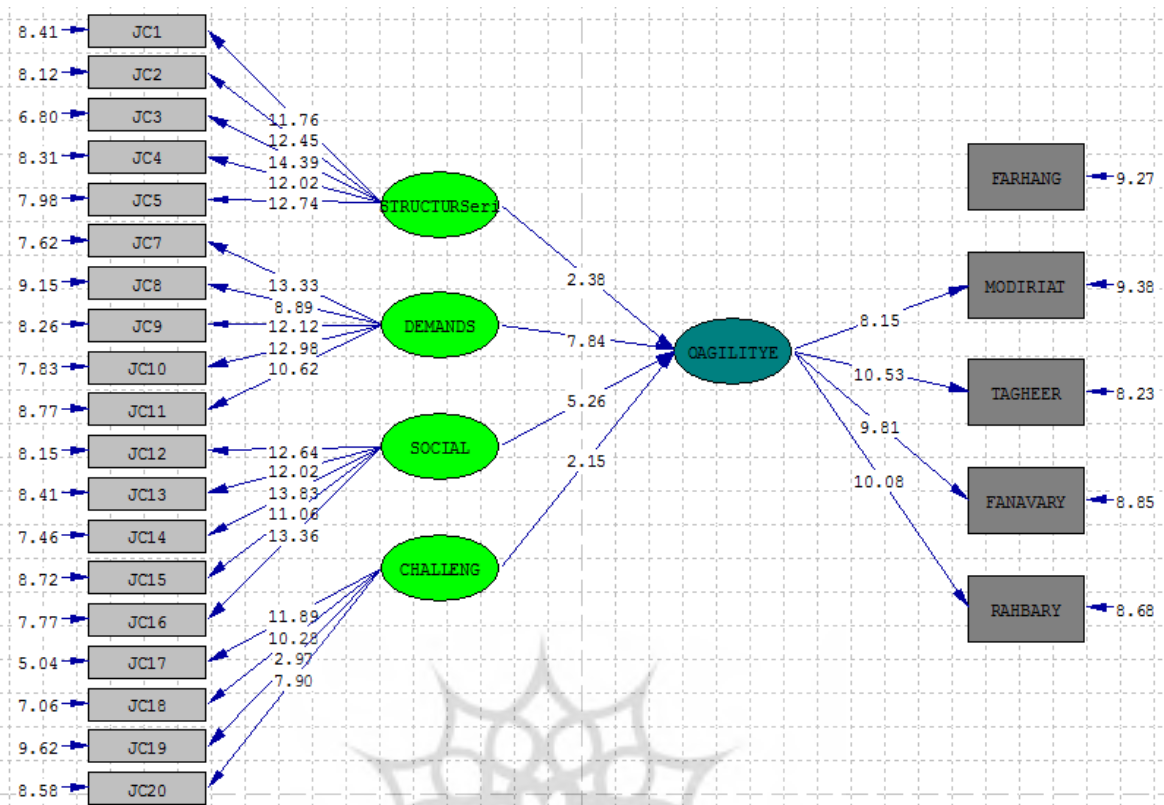 8.41 JC1
8.12 JC2
6.80 JC3
8.31 JC4
7.98 JC5
7.62 JC7
9.15 JC8
8.26 JC9
7.83 JC10
8.77 JC11
8.15 JC12
8.41 JC13
7.46 JC14
8.72 JC15
7.77 JC16
5.04 JC17
7.06 JC18
9.62 JC19
8.58 JC20
11.76
12.45
14.39
12.02
12.74
13.33
8.89
12.12
12.98
10.62
12.64
12.02
13.83
11.06
13.36
11.89
10.28
2.97
7.90
STRUCTURSeri
DEMANDS
SOCIAL
CHALLENG
2.38
7.84
5.26
2.15
OAGILITYE
8.15
10.53
9.81
10.08
FARHANG 9.27
MODIRIAT 9.38
TAGHEER 8.23
FANAVARY 8.85
RAHBARY 8.68